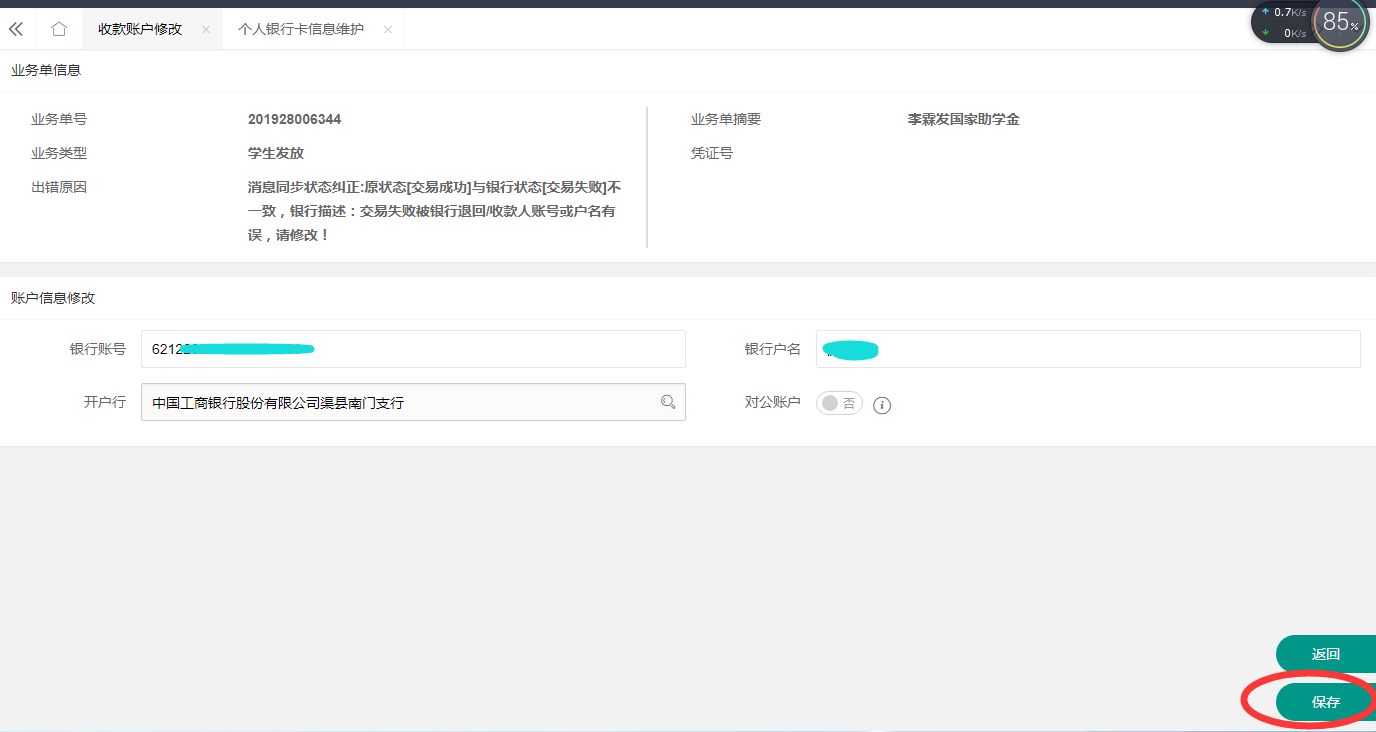 0.7K/s
0K/s
85%
收款账户修改 × 个人银行卡信息维护 ×
业务单信息
业务单号 201928006344 业务单摘要 李霖发国家助学金
业务类型 学生发放 凭证号
出错原因 消息同步状态纠正:原状态[交易成功]与银行状态[交易失败]不
一致，银行描述：交易失败被银行退回/收款人账号或户名有
误，请修改！
账户信息修改
银行账号 6212 银行户名
开户行 中国工商银行股份有限公司渠县南门支行 对公账户 否
返回
保存